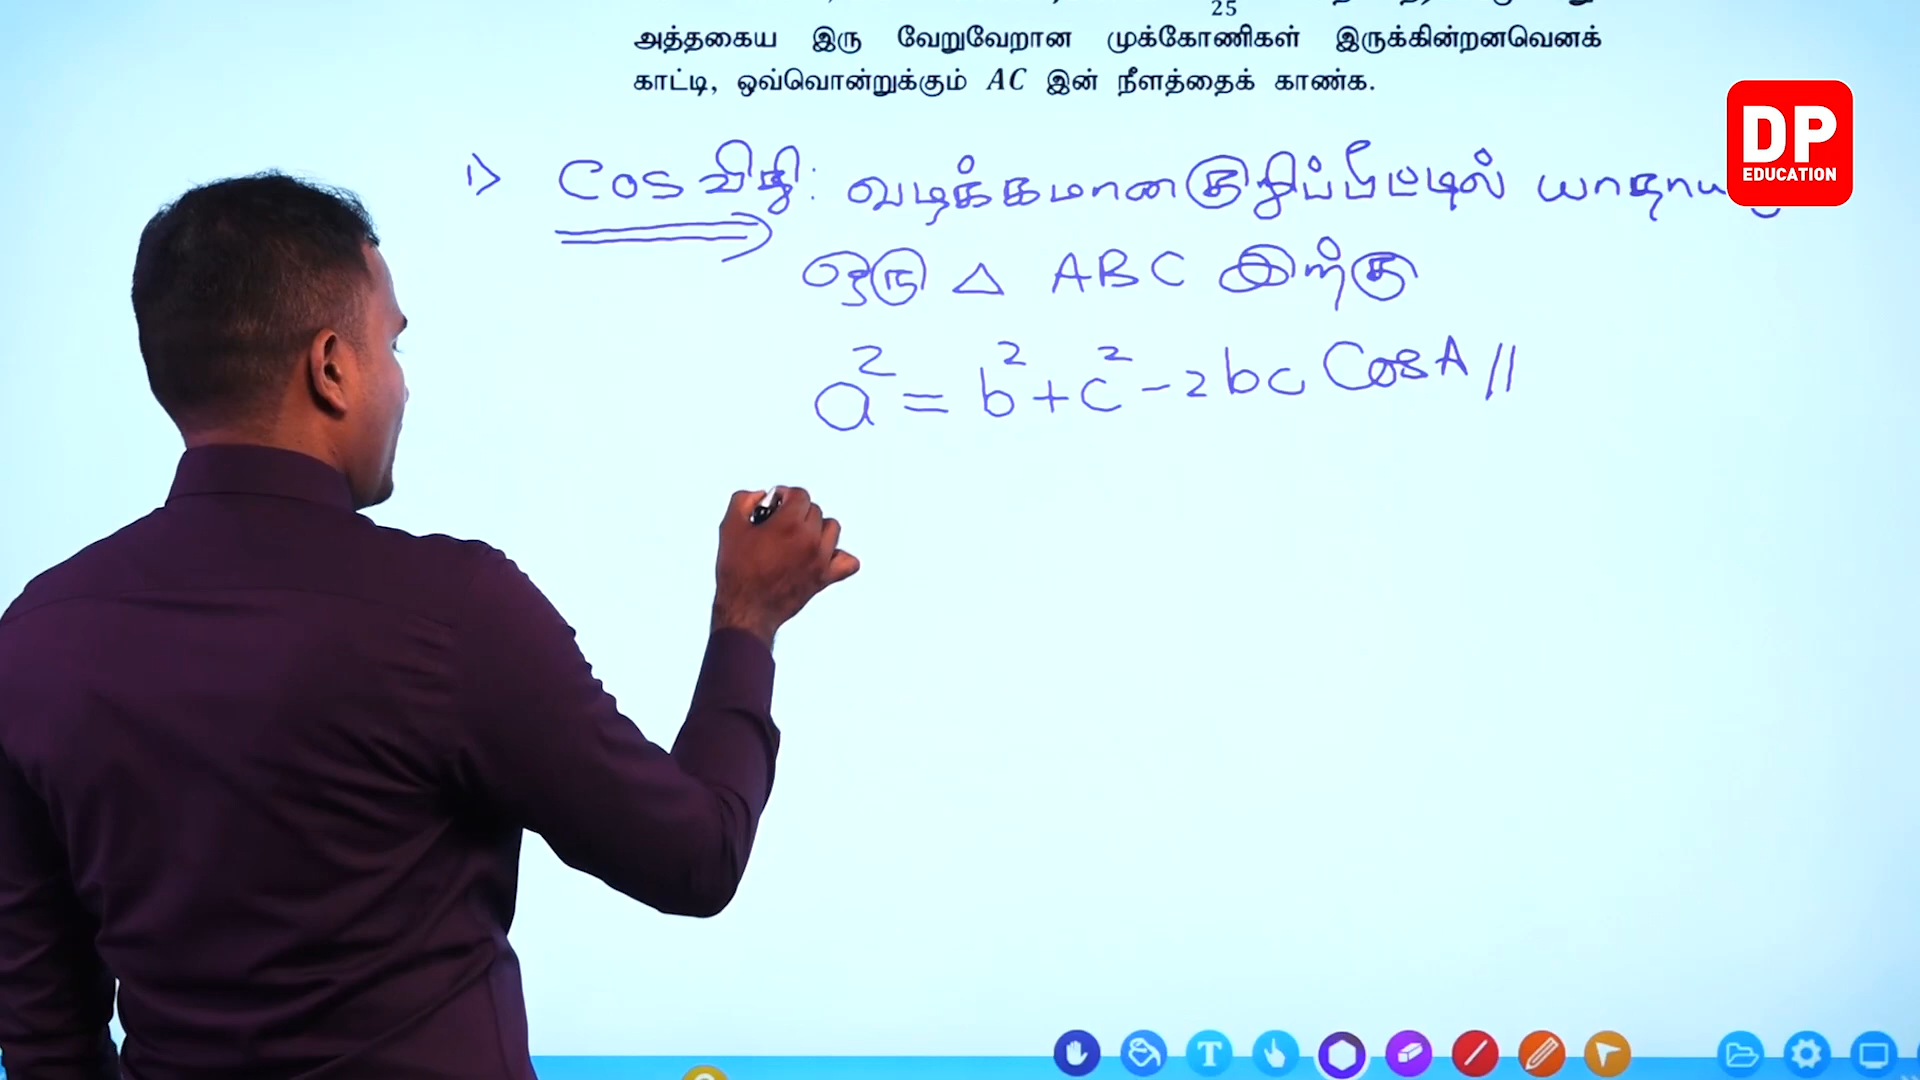 25
அத்தகைய இரு வேறுவேறான முக்கோணிகள் இருக்கின்றனவெனக்
காட்டி, ஒவ்வொன்றுக்கும் AC இன் நீளத்தைக் காண்க.
DP
EDUCATION
1) Cos விதி: வழக்கமான குறிப்பீட்டில்
ஒரு △ ABC இற்கு
a² = b² + c² - 2bc Cos A //
T